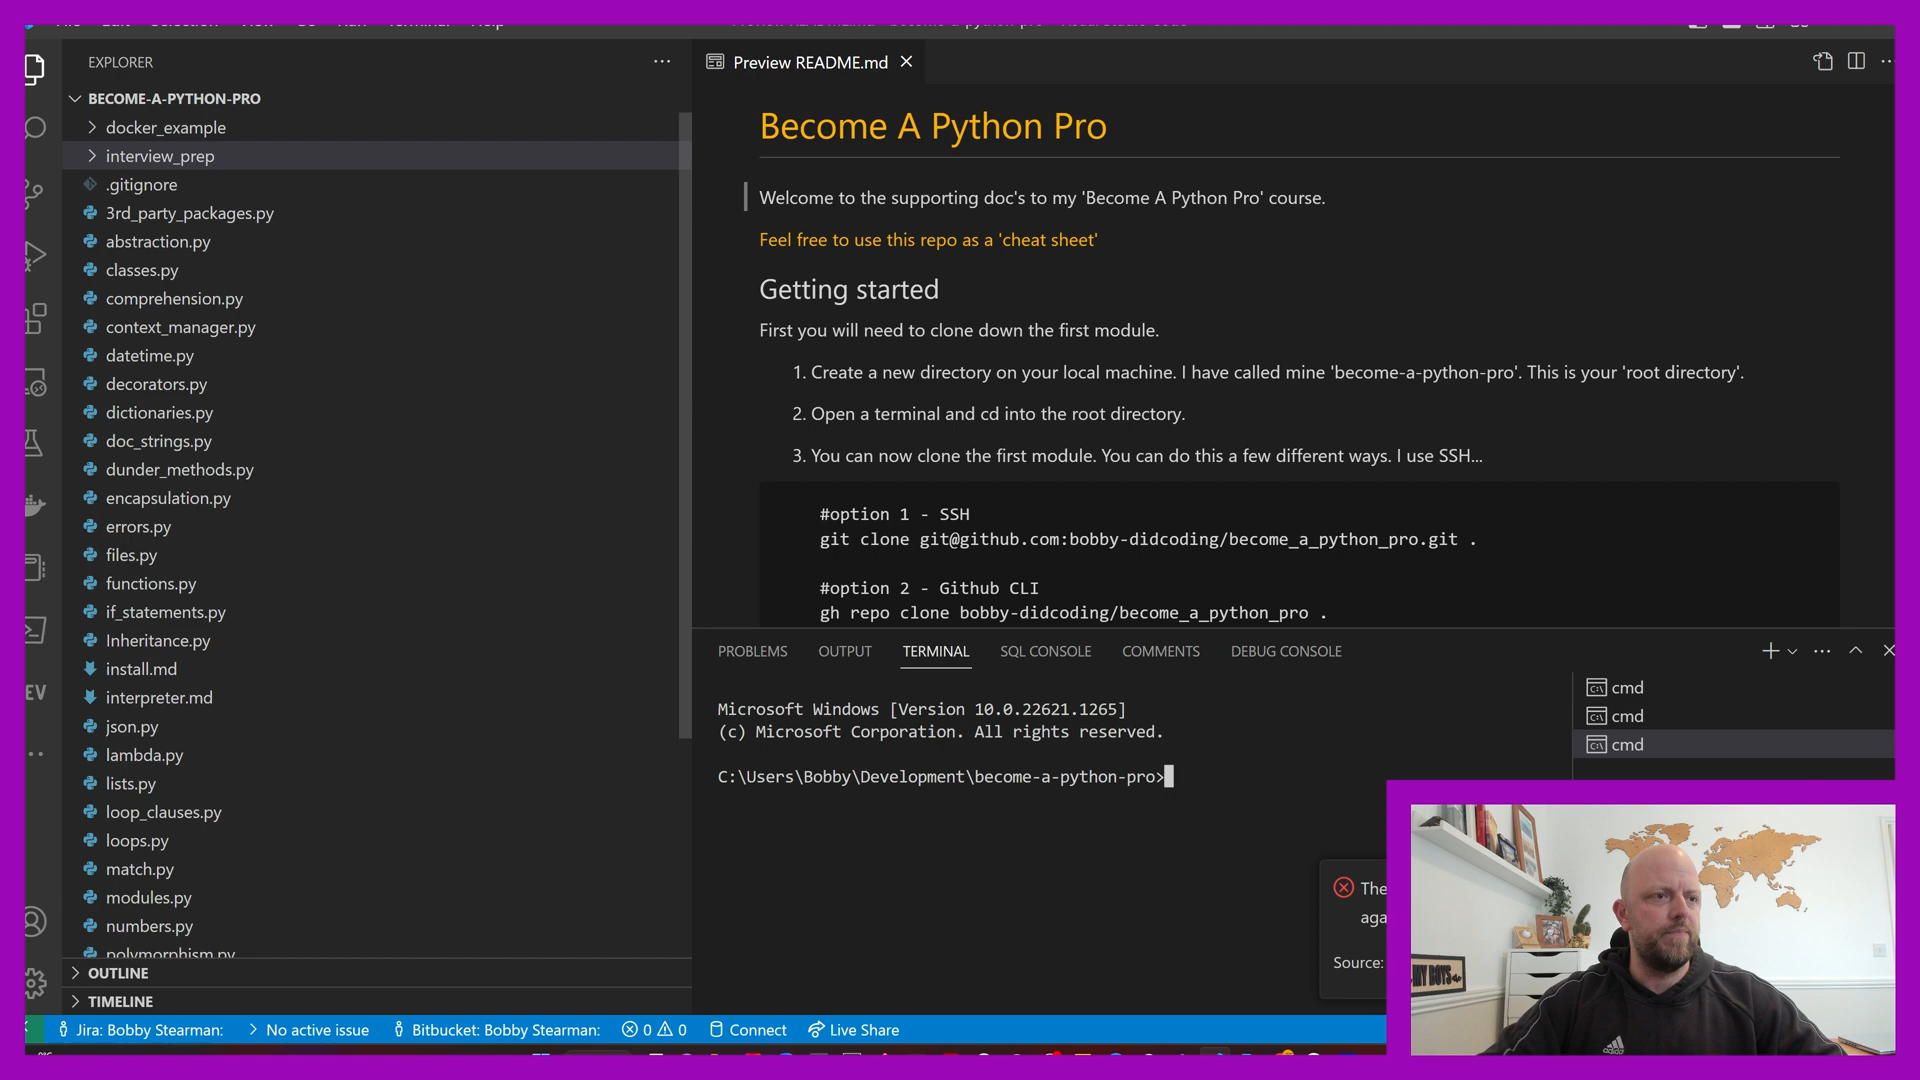 EXPLORER
BECOME-A-PYTHON-PRO
docker_example
interview_prep
.gitignore
3rd_party_packages.py
abstraction.py
classes.py
comprehension.py
context_manager.py
datetime.py
decorators.py
dictionaries.py
doc_strings.py
dunder_methods.py
encapsulation.py
errors.py
files.py
functions.py
if_statements.py
Inheritance.py
install.md
interpreter.md
json.py
lambda.py
lists.py
loop_clauses.py
loops.py
match.py
modules.py
numbers.py
polymorphism.py
OUTLINE
TIMELINE
EV
Preview README.md
Become A Python Pro
Welcome to the supporting doc's to my 'Become A Python Pro' course.
Feel free to use this repo as a 'cheat sheet'
Getting started
First you will need to clone down the first module.
1. Create a new directory on your local machine. I have called mine 'become-a-python-pro'. This is your 'root directory'.
2. Open a terminal and cd into the root directory.
3. You can now clone the first module. You can do this a few different ways. I use SSH...
#option 1 - SSH
git clone git@github.com:bobby-didcoding/become_a_python_pro.git .
#option 2 - Github CLI
gh repo clone bobby-didcoding/become_a_python_pro .
PROBLEMS OUTPUT TERMINAL SQL CONSOLE COMMENTS DEBUG CONSOLE
Microsoft Windows [Version 10.0.22621.1265]
(c) Microsoft Corporation. All rights reserved.
C:\Users\Bobby\Development\become-a-python-pro>
cmd
cmd
cmd
The
aga
Source:
MY BOYS
adidas
Jira: Bobby Stearman: No active issue Bitbucket: Bobby Stearman: 0 0 Connect Live Share